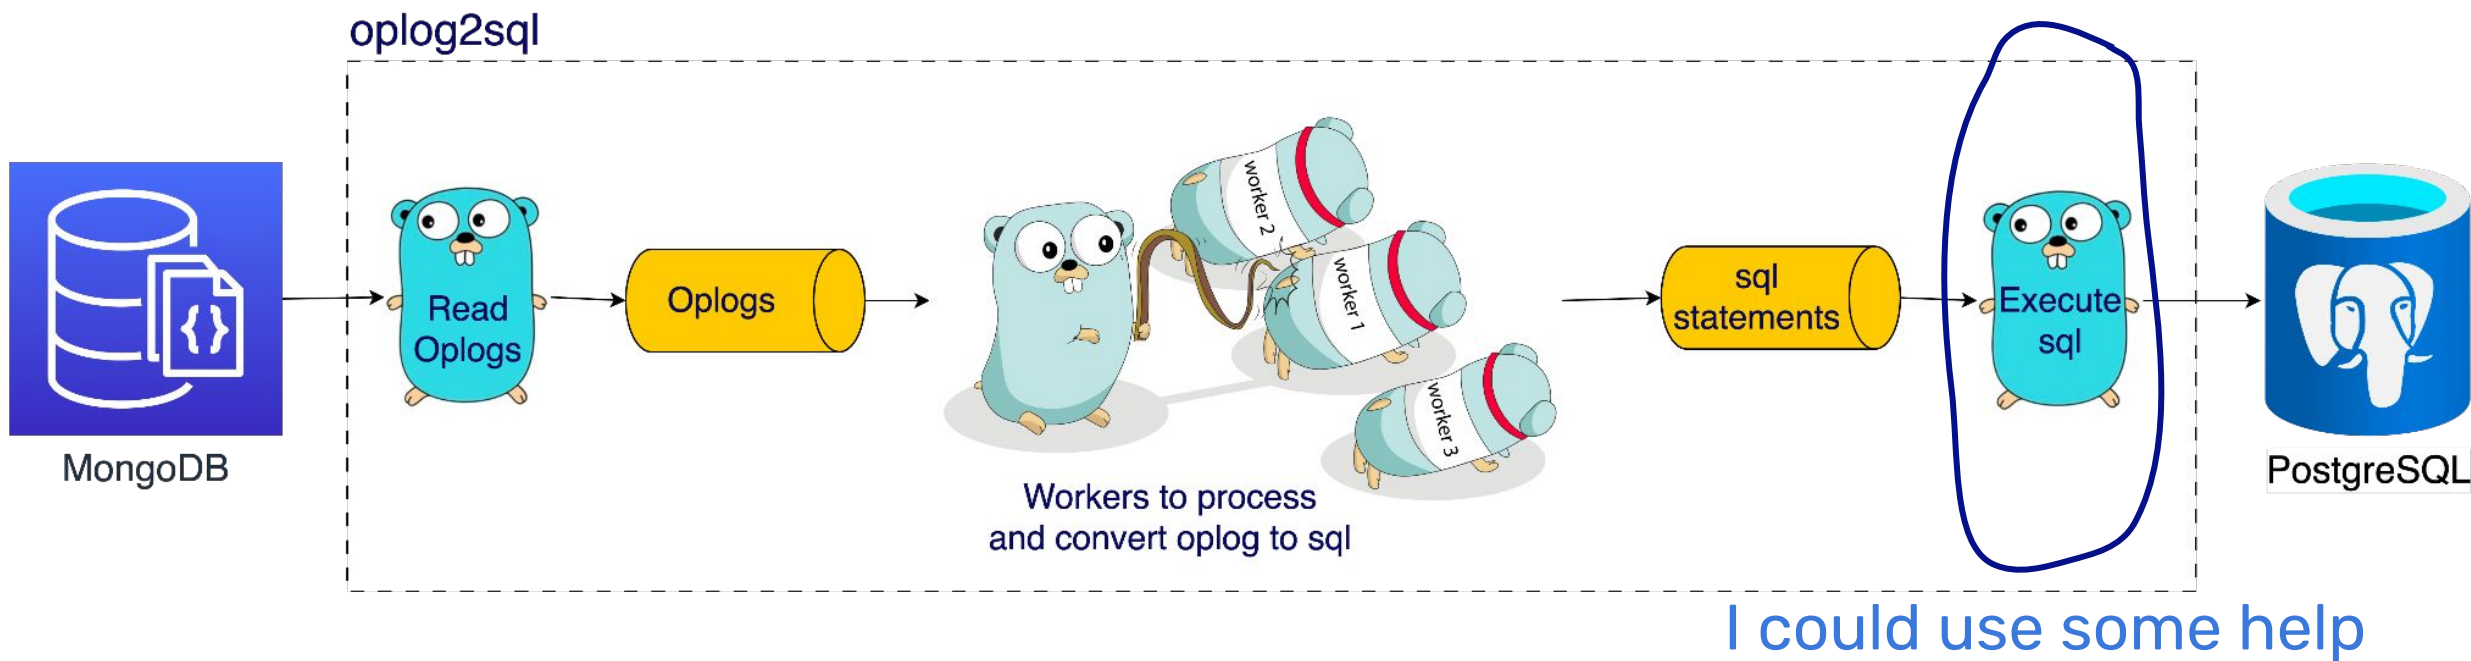 oplog2sql
MongoDB
Read
Oplogs
Oplogs
worker 2
worker 1
worker 3
Workers to process
and convert oplog to sql
sql
statements
Execute
sql
PostgreSQL
I could use some help